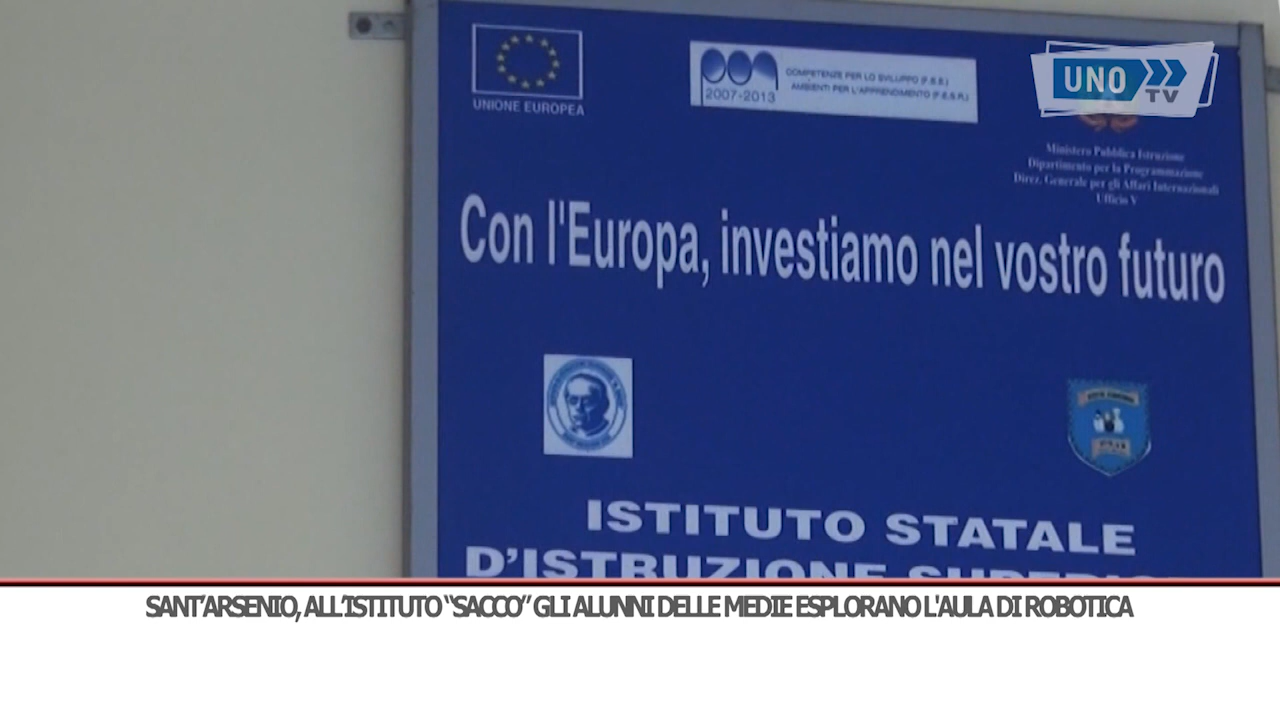 UNIONE EUROPEA
pon
2007-2013
COMPETENZE PER LO SVILUPPO (F.S.E.)
AMBIENTI PER L'APPRENDIMENTO (F.E.S.R.)
UNO TV
Ministero Pubblica Istruzione
Dipartimento per la Programmazione
Direz. Generale per gli Affari Internazionali
Ufficio V
Con l'Europa, investiamo nel vostro futuro
ISTITUTO STATALE
D'ISTRUZIONE
SANT'ARSENIO, ALL'ISTITUTO “SACCO” GLI ALUNNI DELLE MEDIE ESPLORANO L'AULA DI ROBOTICA